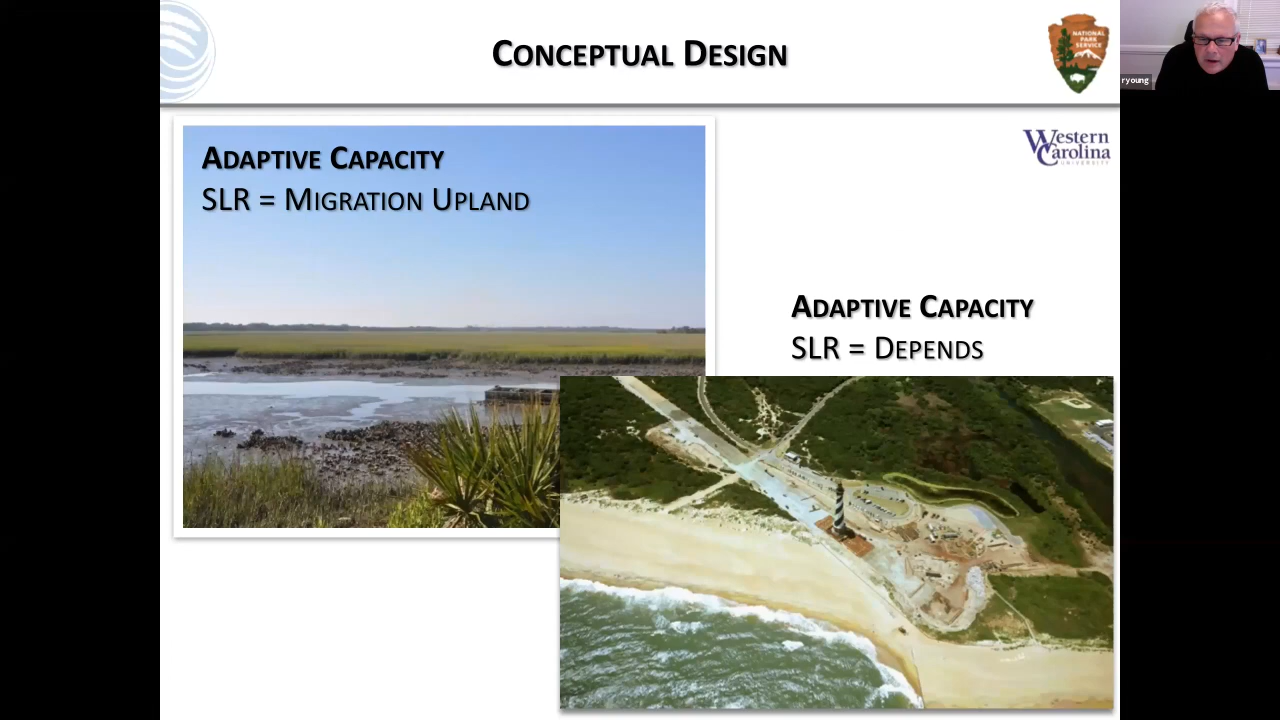 CONCEPTUAL DESIGN
NATIONAL
PARK
SERVICE
ryoung
ADAPTIVE CAPACITY
SLR = MIGRATION UPLAND
Western
Carolina
UNIVERSITY
ADAPTIVE CAPACITY
SLR = DEPENDS